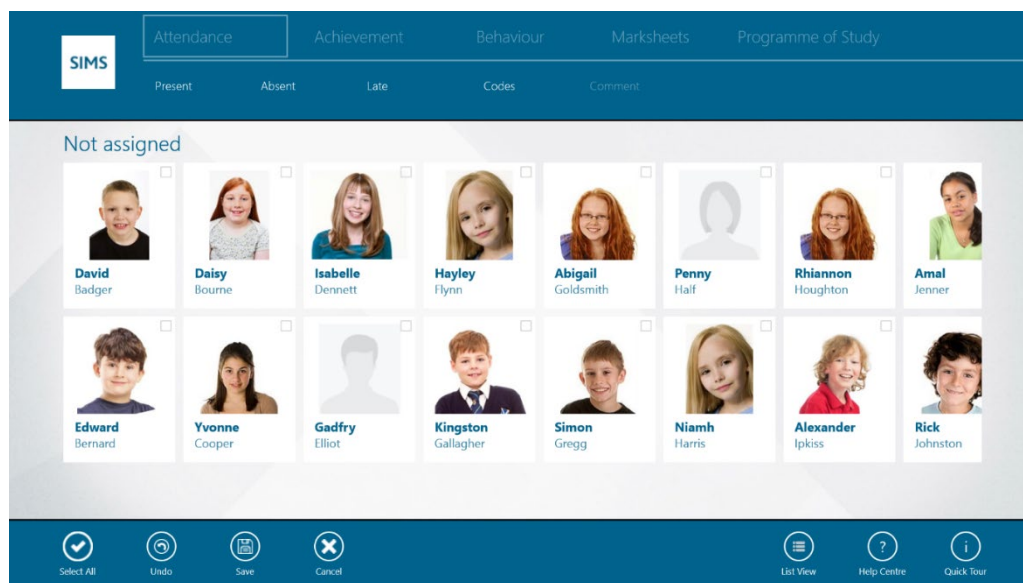 SIMS
Attendance Achievement Behaviour Marksheets Programme of Study
Present Absent Late Codes Comment
Not assigned
David Daisy Isabelle Hayley Abigail Penny Rhiannon Amal
Badger Bourne Dennett Flynn Goldsmith Half Houghton Jenner
Edward Yvonne Gadfry Kingston Simon Niamh Alexander Rick
Bernard Cooper Elliot Gallagher Gregg Harris Ipkiss Johnston
Select All Undo Save Cancel List View Help Centre Quick Tour